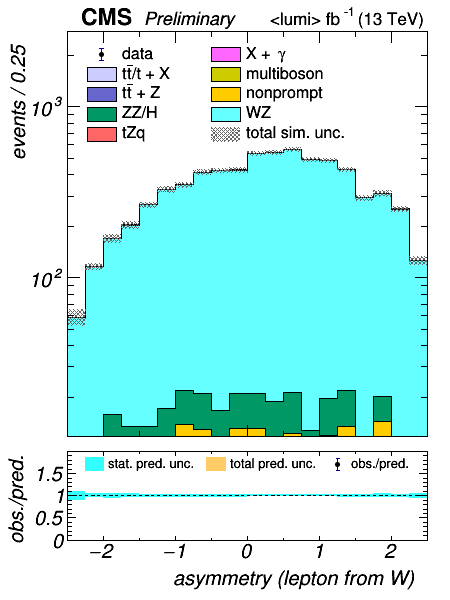 CMS Preliminary <lumi> fb⁻¹ (13 TeV)
events / 0.25
10³
10²
data
tt̄/t + X
tt̄ + Z
ZZ/H
tZq
X + γ
multiboson
nonprompt
WZ
total sim. unc.
obs./pred.
1.5
1
0.5
0
stat. pred. unc. total pred. unc. obs./pred.
−2 −1 0 1 2
asymmetry (lepton from W)